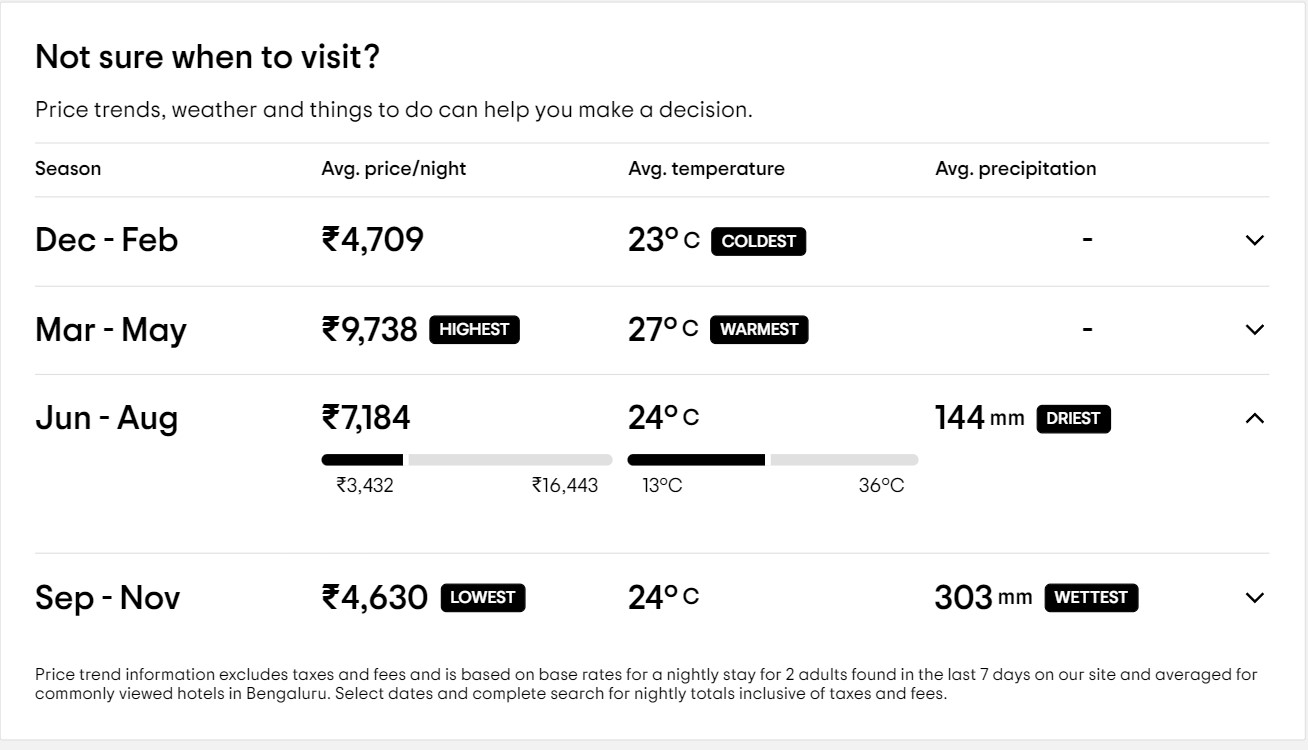 Not sure when to visit?
Price trends, weather and things to do can help you make a decision.
Season Avg. price/night Avg. temperature Avg. precipitation
Dec - Feb ₹4,709 23° C COLDEST -
Mar - May ₹9,738 HIGHEST 27° C WARMEST -
Jun - Aug ₹7,184 24° C 144 mm DRIEST
₹3,432 ₹16,443 13°C 36°C
Sep - Nov ₹4,630 LOWEST 24° C 303 mm WETTEST
Price trend information excludes taxes and fees and is based on base rates for a nightly stay for 2 adults found in the last 7 days on our site and averaged for
commonly viewed hotels in Bengaluru. Select dates and complete search for nightly totals inclusive of taxes and fees.